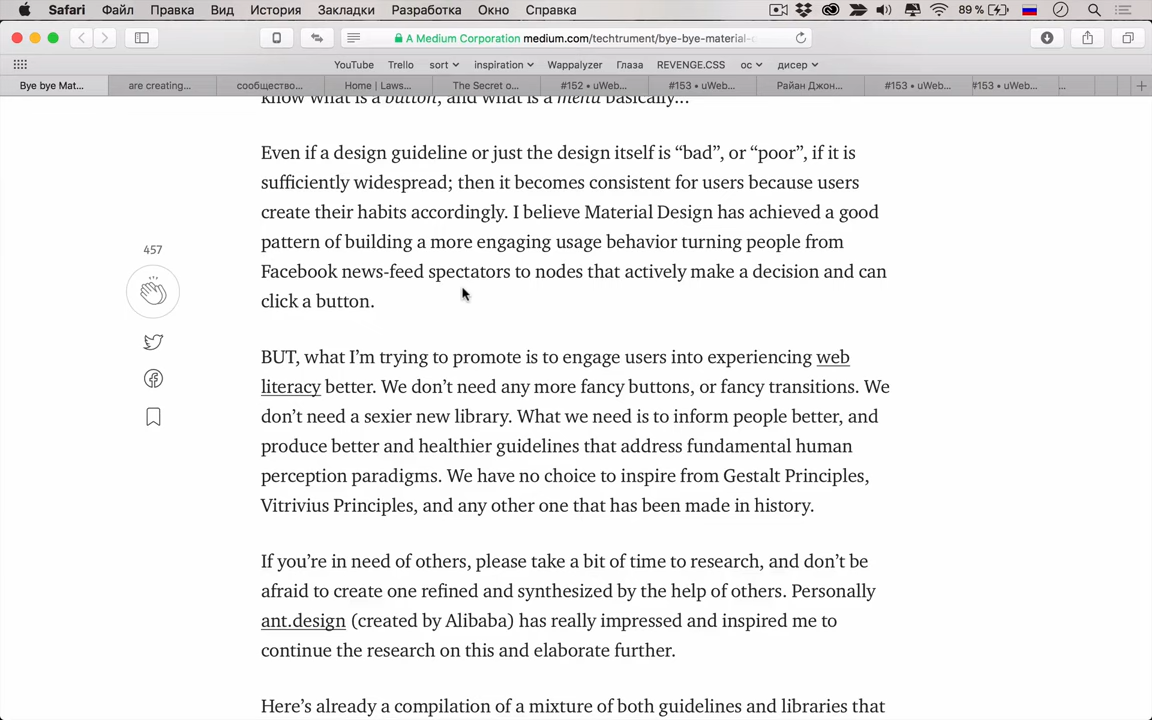 Safari Файл Правка Вид История Закладки Разработка Окно Справка 89 %
A Medium Corporation medium.com/techtrument/bye-bye-material-
YouTube Trello sort inspiration Wappalyzer Глаза REVENGE.CSS ос дисер
Bye bye Mat... are creating... сообщество... Home | Laws... The Secret o... #152 • uWeb... #153 • uWeb... Райан Джон... #153 • uWeb... #153 • uWeb... ...
know what is a button, and what is a menu basically...
Even if a design guideline or just the design itself is “bad”, or “poor”, if it is
sufficiently widespread; then it becomes consistent for users because users
create their habits accordingly. I believe Material Design has achieved a good
pattern of building a more engaging usage behavior turning people from
Facebook news-feed spectators to nodes that actively make a decision and can
click a button.
457
BUT, what I’m trying to promote is to engage users into experiencing web
literacy better. We don’t need any more fancy buttons, or fancy transitions. We
don’t need a sexier new library. What we need is to inform people better, and
produce better and healthier guidelines that address fundamental human
perception paradigms. We have no choice to inspire from Gestalt Principles,
Vitrivius Principles, and any other one that has been made in history.
If you’re in need of others, please take a bit of time to research, and don’t be
afraid to create one refined and synthesized by the help of others. Personally
ant.design (created by Alibaba) has really impressed and inspired me to
continue the research on this and elaborate further.
Here’s already a compilation of a mixture of both guidelines and libraries that